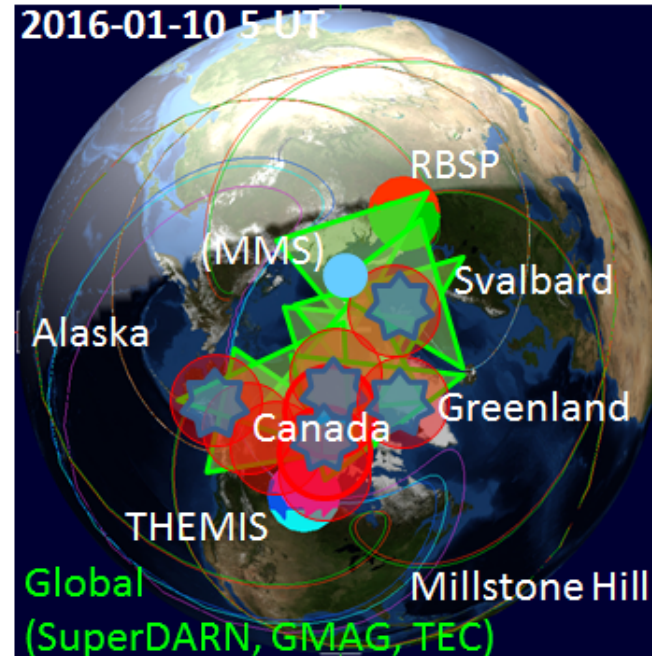 2016-01-10 5 UT
RBSP
(MMS)
Svalbard
Alaska
Greenland
Canada
THEMIS
Global
Millstone Hill
(SuperDARN, GMAG, TEC)